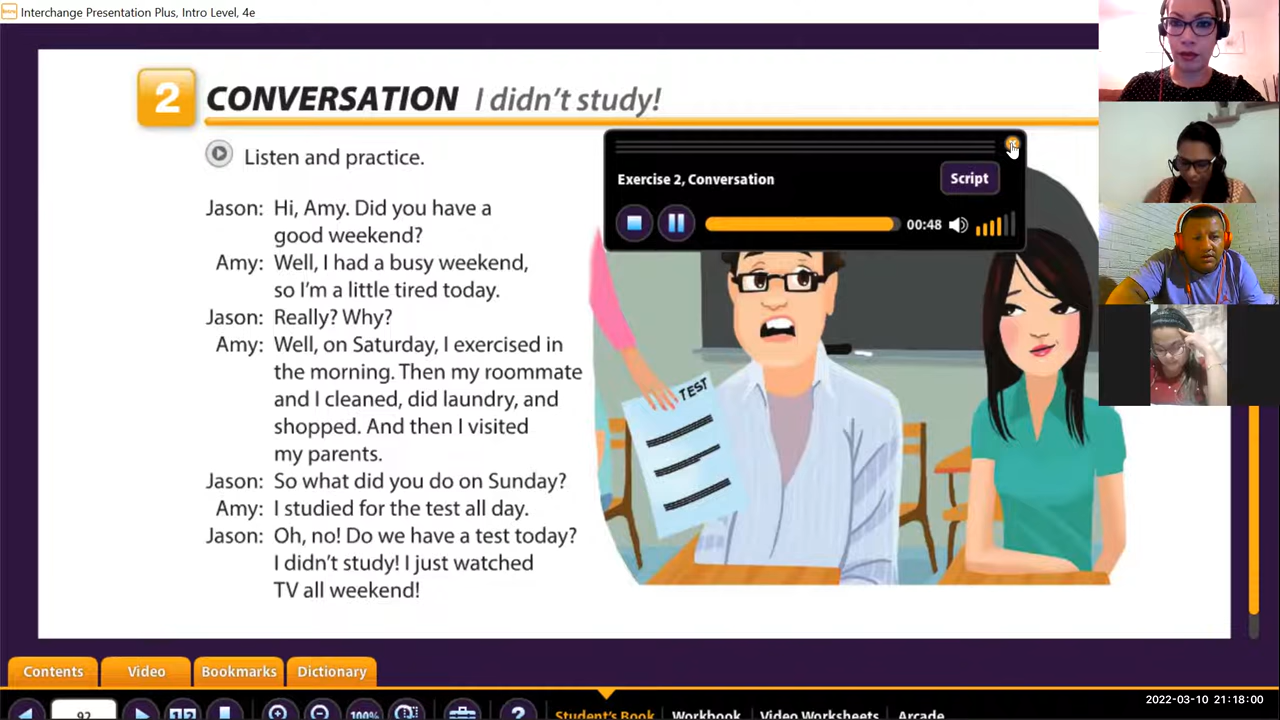 Interchange Presentation Plus, Intro Level, 4e
2 CONVERSATION I didn't study!
Listen and practice.
Exercise 2, Conversation
Script
00:48
Jason: Hi, Amy. Did you have a
good weekend?
Amy: Well, I had a busy weekend,
so I'm a little tired today.
Jason: Really? Why?
Amy: Well, on Saturday, I exercised in
the morning. Then my roommate
and I cleaned, did laundry, and
shopped. And then I visited
my parents.
Jason: So what did you do on Sunday?
Amy: I studied for the test all day.
Jason: Oh, no! Do we have a test today?
I didn't study! I just watched
TV all weekend!
TEST
Contents Video Bookmarks Dictionary
92 100% ? Student's Book Workbook Video Worksheets Arcade
2022-03-10 21:18:00